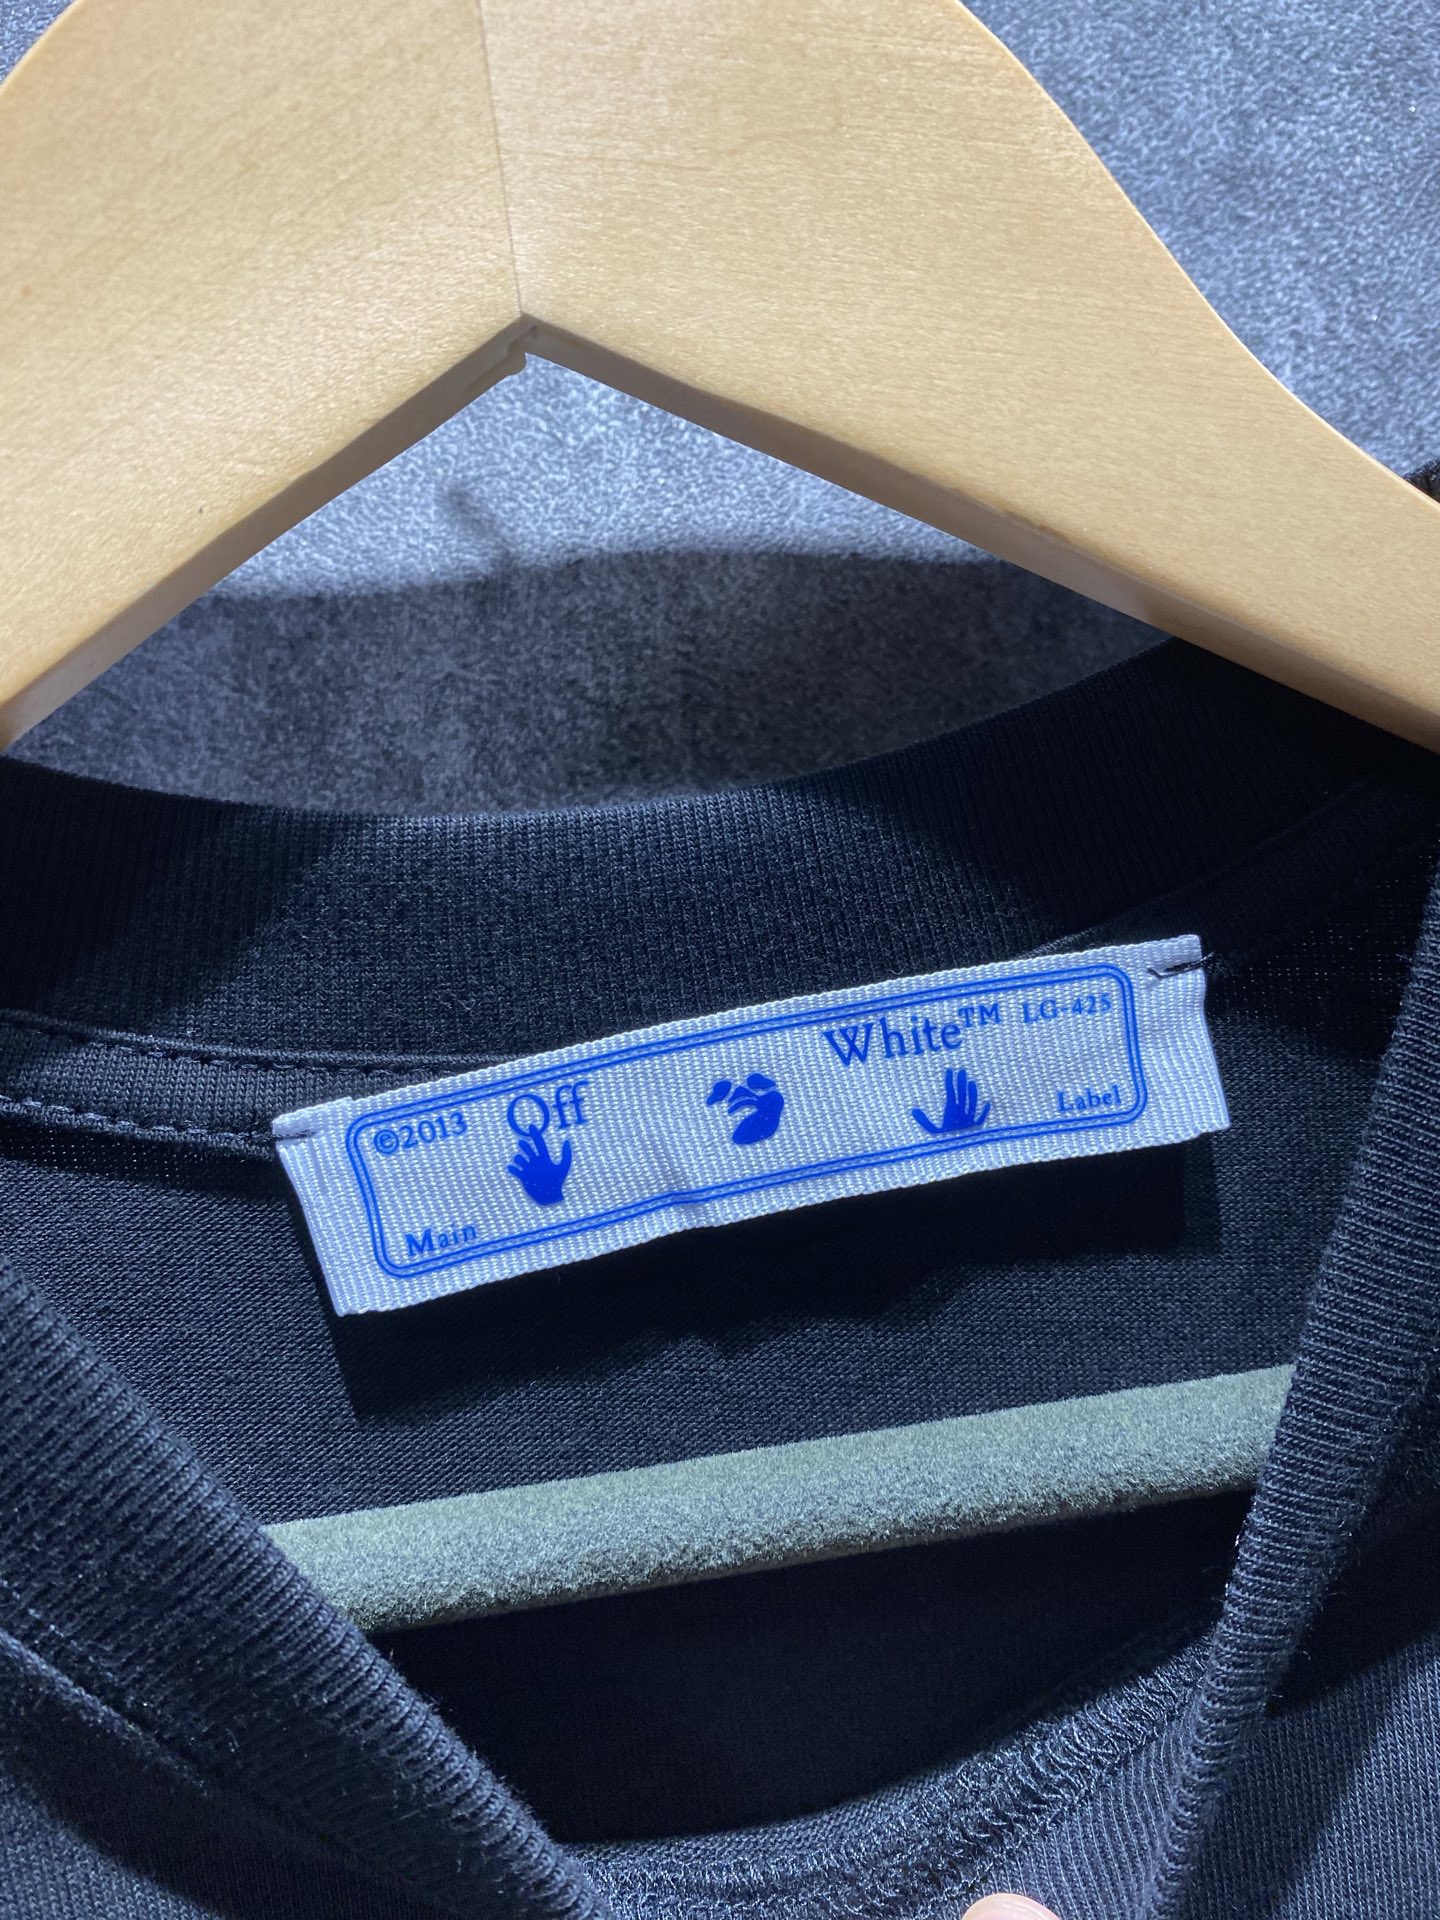 ©2013 Off White™ LG-425
Main Label